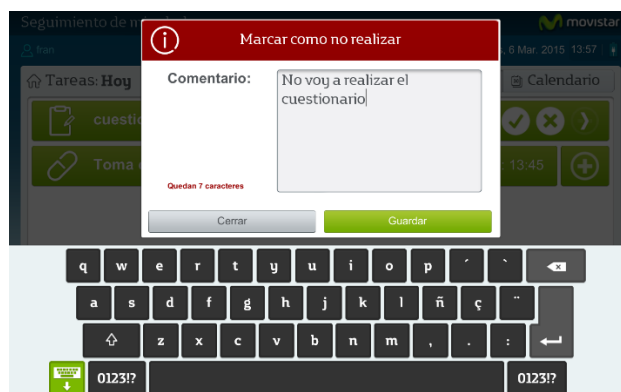 Seguimiento de m
movistar
Marcar como no realizar
fran
, 6 Mar. 2015 13:57
Tareas: Hoy
Calendario
Comentario:
No voy a realizar el
cuestionario
cuestio
Toma
13:45
Quedan 7 caracteres
Cerrar
Guardar
q w e r t y u i o p ´ `
a s d f g h j k l ñ ç ¨
z x c v b n m , . :
0123!?
0123!?